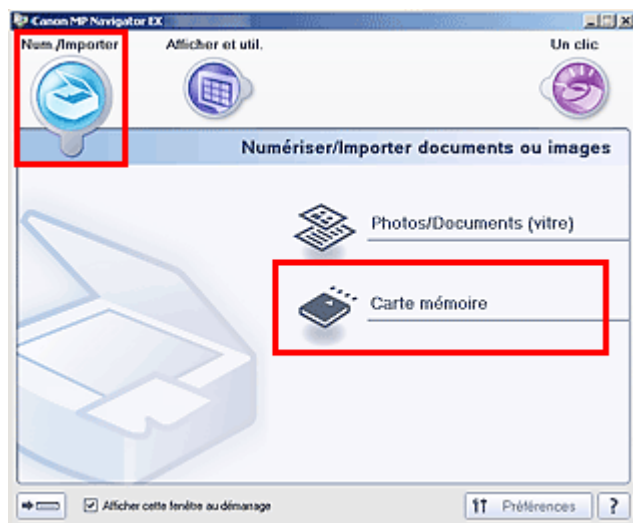 Canon MP Navigator EX
Num./Importer Afficher et util. Un clic
Numériser/Importer documents ou images
Photos/Documents (vitre)
Carte mémoire
Afficher cette fenêtre au démarrage
Préférences ?